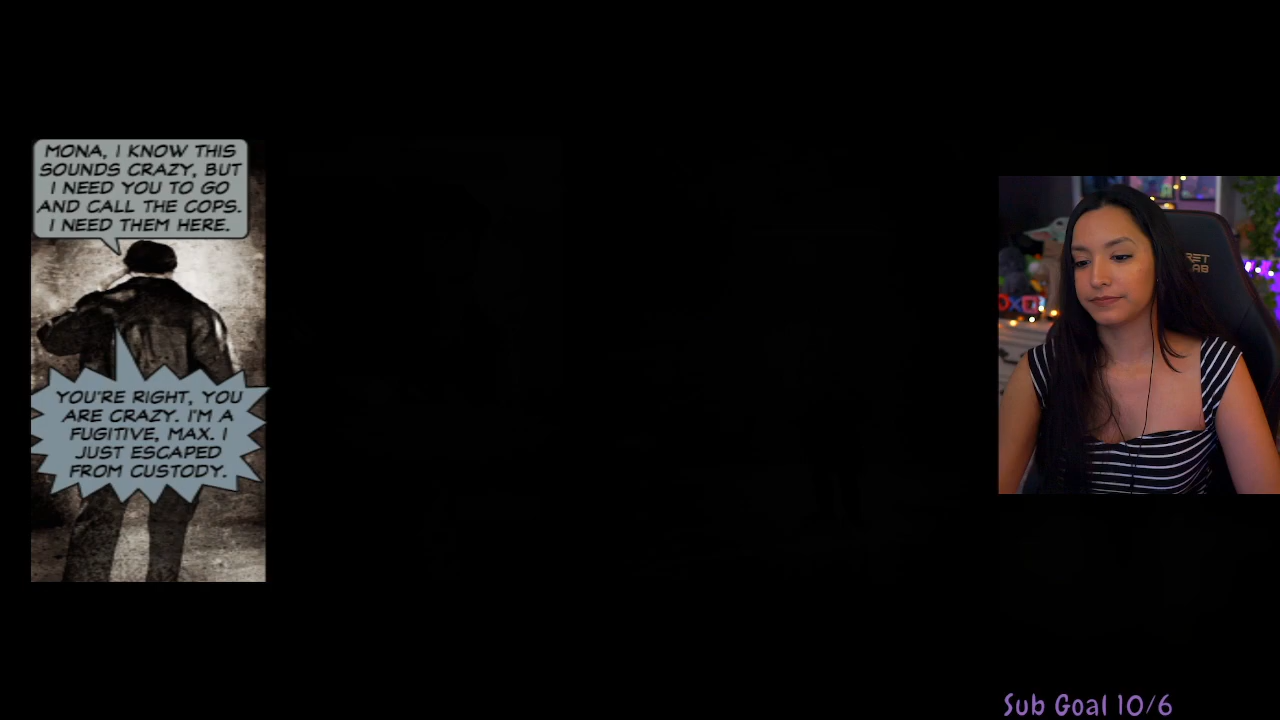 MONA, I KNOW THIS
SOUNDS CRAZY, BUT
I NEED YOU TO GO
AND CALL THE COPS.
I NEED THEM HERE.
YOU'RE RIGHT, YOU
ARE CRAZY. I'M A
FUGITIVE, MAX. I
JUST ESCAPED
FROM CUSTODY.
Sub Goal 10/6